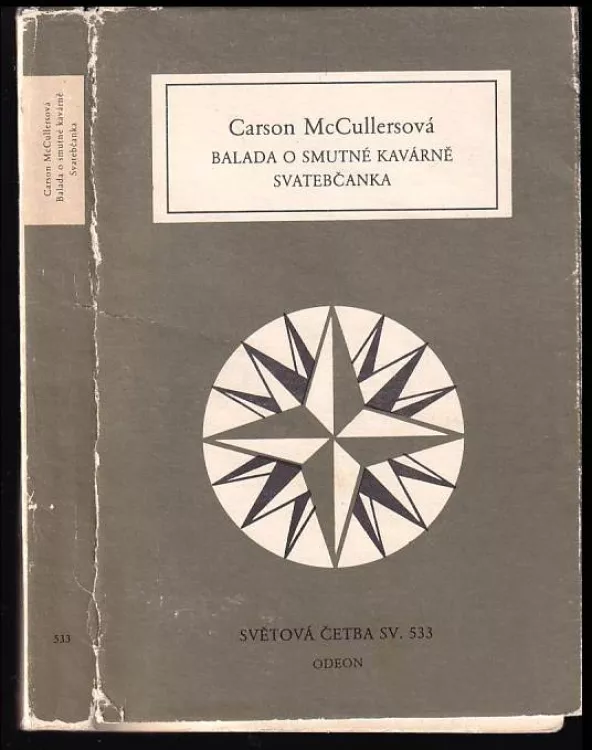 Carson McCullersová
Balada o smutné kavárně
Svatebčanka
533
Carson McCullersová
BALADA O SMUTNÉ KAVÁRNĚ
SVATEBČANKA
SVĚTOVÁ ČETBA SV. 533
ODEON